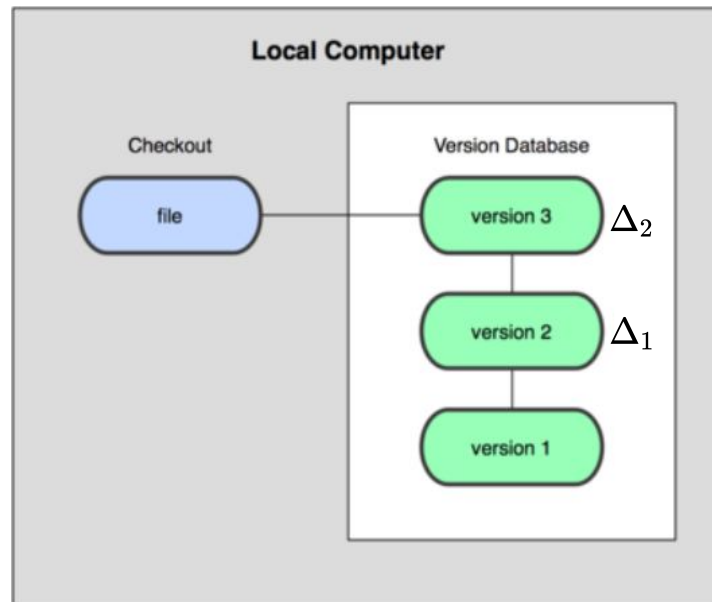 Local Computer
Checkout
Version Database
file
version 3
Δ₂
version 2
Δ₁
version 1